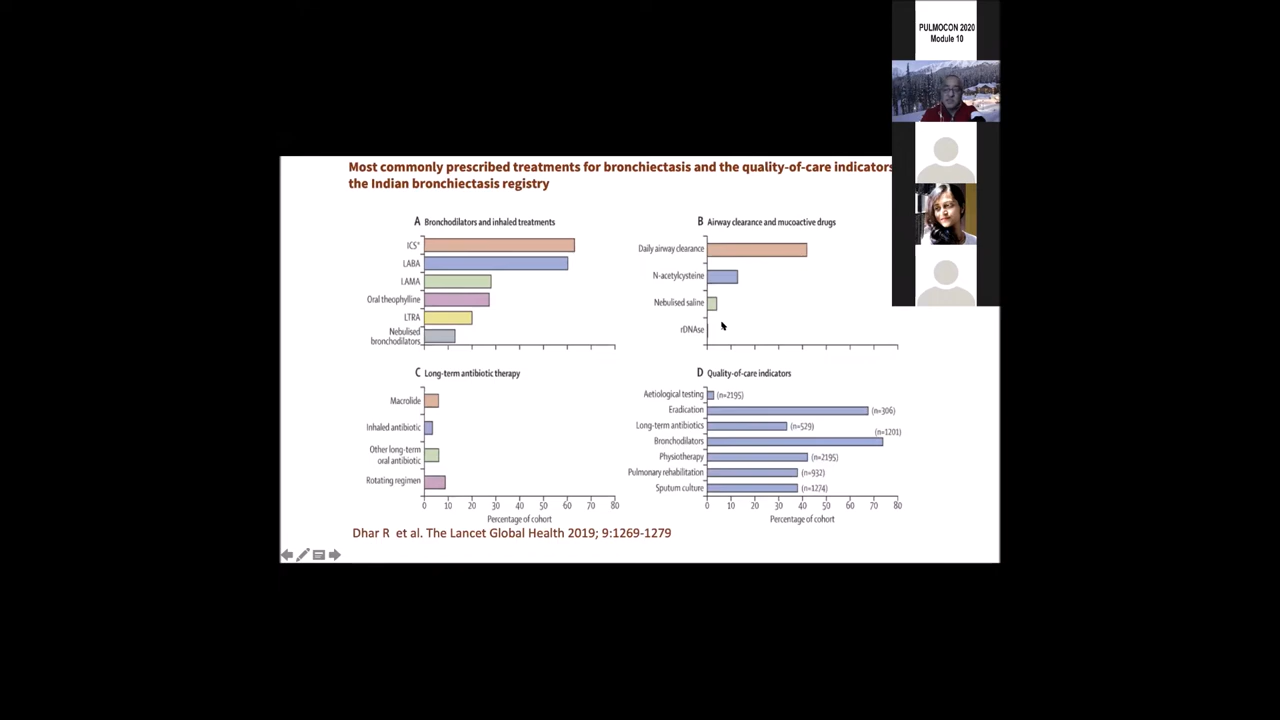 PULMOCON 2020
Module 10
Most commonly prescribed treatments for bronchiectasis and the quality-of-care indicators
the Indian bronchiectasis registry
A Bronchodilators and inhaled treatments
ICS*
LABA
LAMA
Oral theophylline
LTRA
Nebulised
bronchodilators
B Airway clearance and mucoactive drugs
Daily airway clearance
N-acetylcysteine
Nebulised saline
rDNAse
C Long-term antibiotic therapy
Macrolide
Inhaled antibiotic
Other long-term
oral antibiotic
Rotating regimen
0 10 20 30 40 50 60 70 80
Percentage of cohort
D Quality-of-care indicators
Aetiological testing (n=2195)
Eradication (n=306)
Long-term antibiotics (n=529)
Bronchodilators (n=1201)
Physiotherapy (n=2195)
Pulmonary rehabilitation (n=932)
Sputum culture (n=1274)
0 10 20 30 40 50 60 70 80
Percentage of cohort
Dhar R et al. The Lancet Global Health 2019; 9:1269-1279